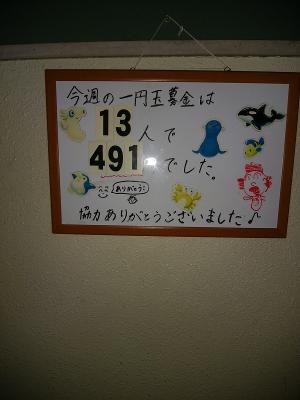 今週の一円玉募金は
13人で
491でした。
ありがとう
協力ありがとうございました♪